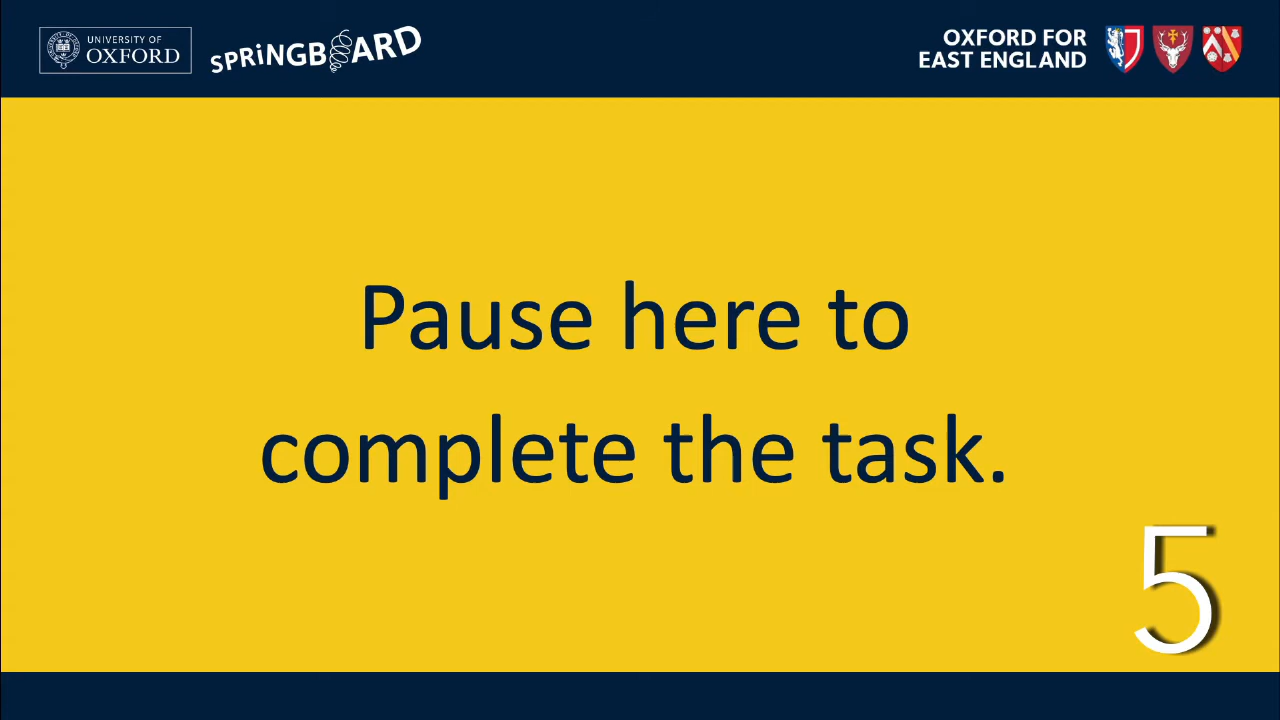 UNIVERSITY OF
OXFORD
SPRiNGBOARD
OXFORD FOR
EAST ENGLAND
Pause here to
complete the task.
5